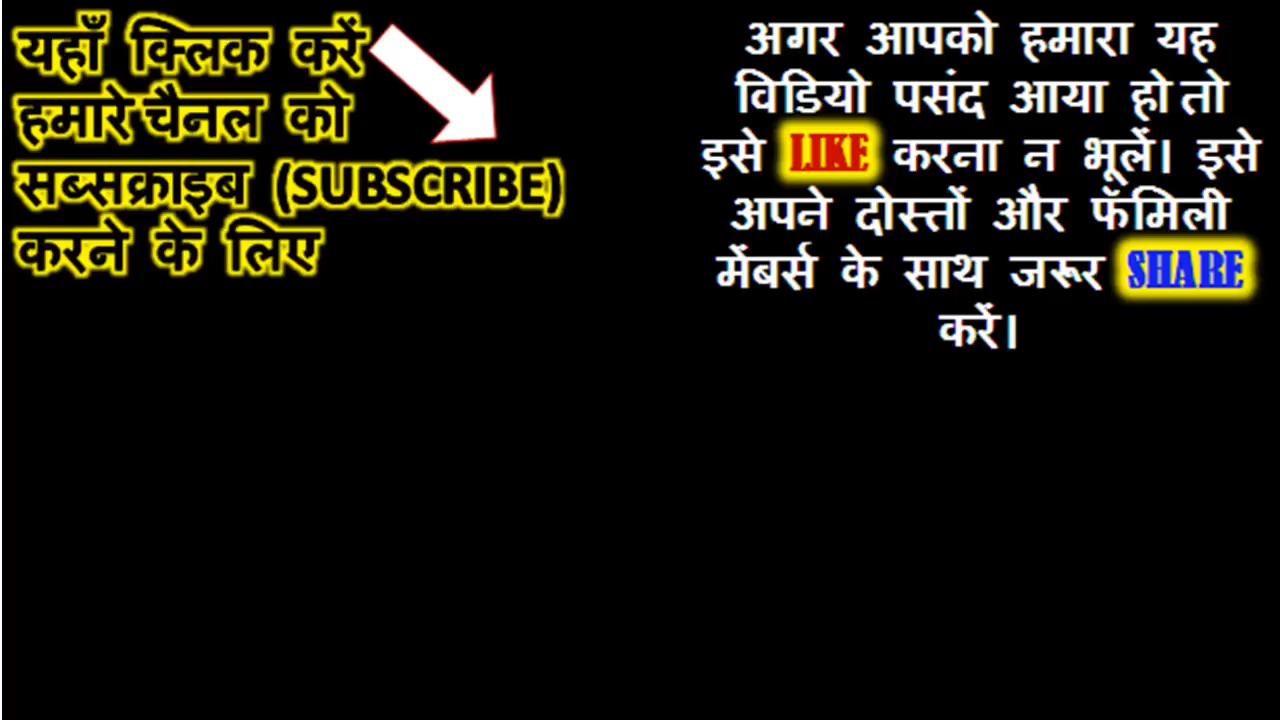 यहाँ क्लिक करें
हमारे चैनल को
सब्सक्राइब (SUBSCRIBE)
करने के लिए
अगर आपको हमारा यह
विडियो पसंद आया हो तो
इसे LIKE करना न भूलें। इसे
अपने दोस्तों और फॅमिली
मेंबर्स के साथ जरूर SHARE
करें।